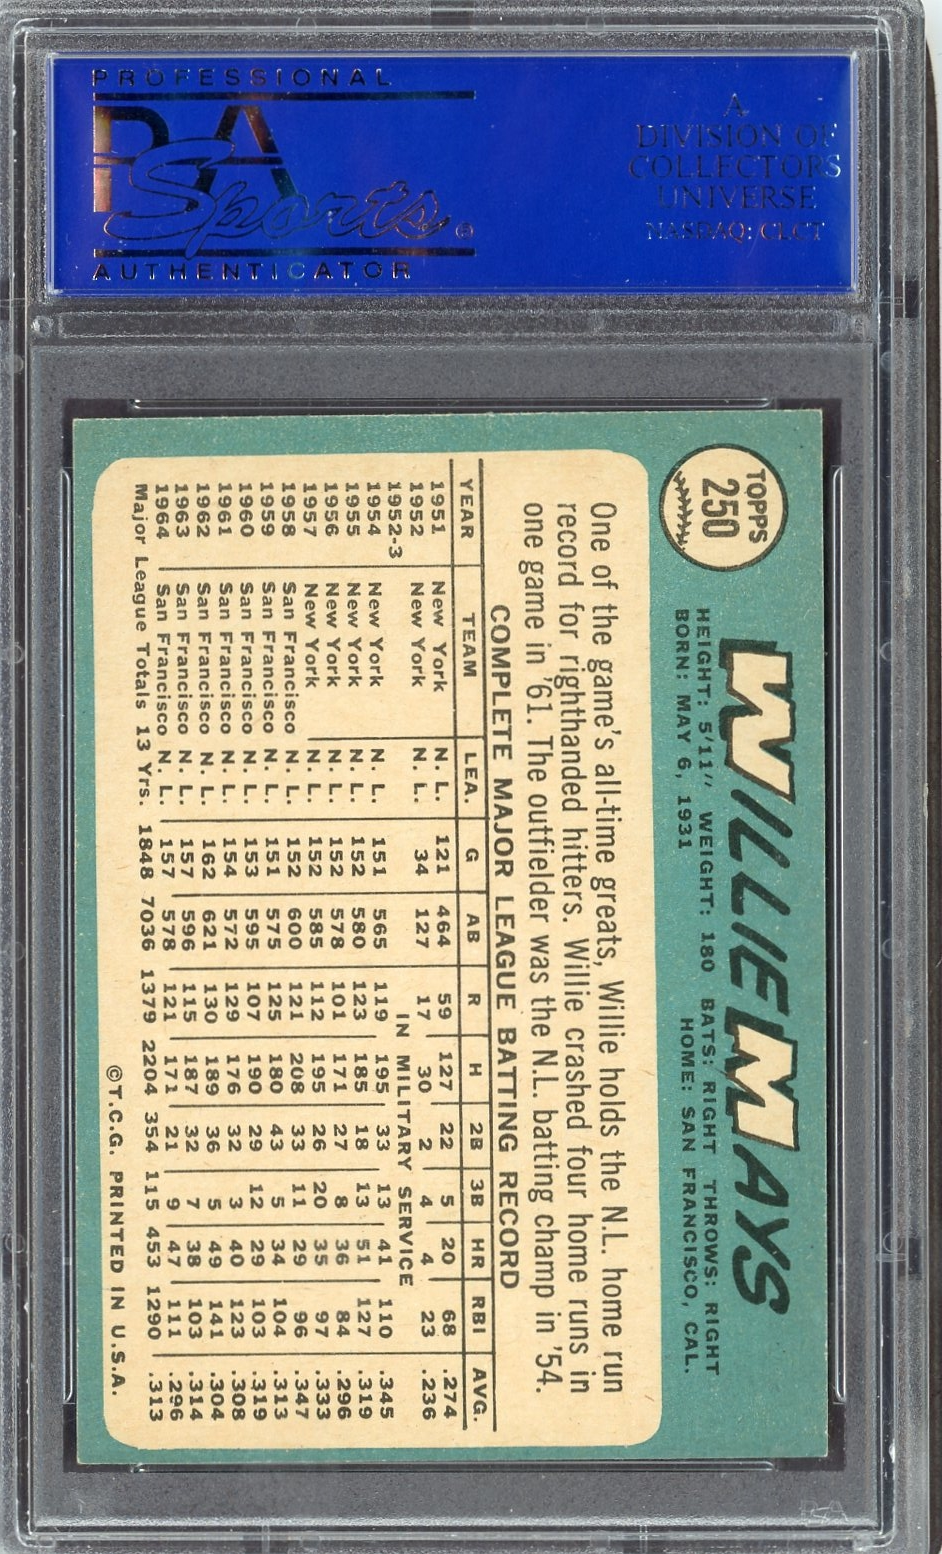 PROFESSIONAL
PSA
Sports®
AUTHENTICATOR
A
DIVISION OF
COLLECTORS
UNIVERSE
NASDAQ: CLCT
TOPPS
250
WILLIE MAYS
HEIGHT: 5'11" WEIGHT: 180 BATS: RIGHT THROWS: RIGHT
BORN: MAY 6, 1931 HOME: SAN FRANCISCO, CAL.
One of the game's all-time greats, Willie holds the N.L. home run
record for righthanded hitters. Willie crashed four home runs in
one game in '61. The outfielder was the N.L. batting champ in '54.
COMPLETE MAJOR LEAGUE BATTING RECORD
YEAR TEAM LEA. G AB R H 2B 3B HR RBI AVG.
1951 New York N. L. 121 464 59 127 22 5 20 68 .274
1952 New York N. L. 34 127 17 30 2 4 4 23 .236
1952-3 IN MILITARY SERVICE
1954 New York N. L. 151 565 119 195 33 13 41 110 .345
1955 New York N. L. 152 580 123 185 18 13 51 127 .319
1956 New York N. L. 152 578 101 171 27 8 36 84 .296
1957 New York N. L. 152 585 112 195 26 20 35 97 .333
1958 San Francisco N. L. 152 600 121 208 33 11 29 96 .347
1959 San Francisco N. L. 151 575 125 180 43 5 34 104 .313
1960 San Francisco N. L. 153 595 107 190 29 12 29 103 .319
1961 San Francisco N. L. 154 572 129 176 32 3 40 123 .308
1962 San Francisco N. L. 162 621 130 189 36 5 49 141 .304
1963 San Francisco N. L. 157 596 115 187 32 7 38 103 .314
1964 San Francisco N. L. 157 578 121 171 21 9 47 111 .296
Major League Totals 13 Yrs. 1848 7036 1379 2204 354 115 453 1290 .313
©T.C.G. PRINTED IN U.S.A.
PSA